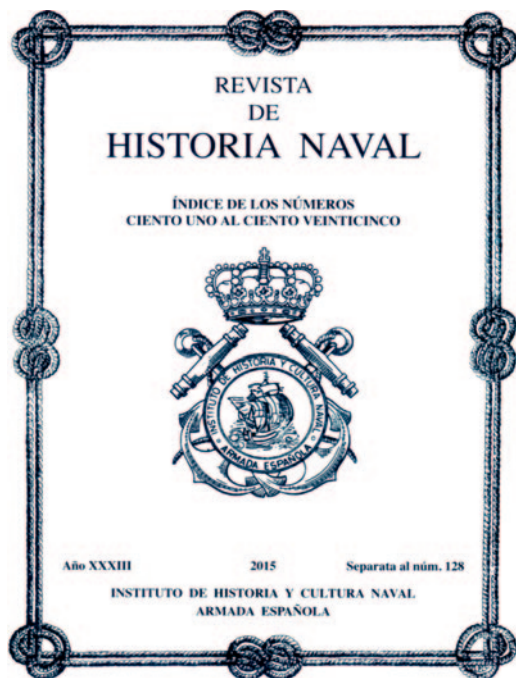 REVISTA
DE
HISTORIA NAVAL
ÍNDICE DE LOS NÚMEROS
CIENTO UNO AL CIENTO VEINTICINCO
INSTITUTO DE HISTORIA Y CULTURA NAVAL
ARMADA ESPAÑOLA
Año XXXIII 2015 Separata al núm. 128
INSTITUTO DE HISTORIA Y CULTURA NAVAL
ARMADA ESPAÑOLA